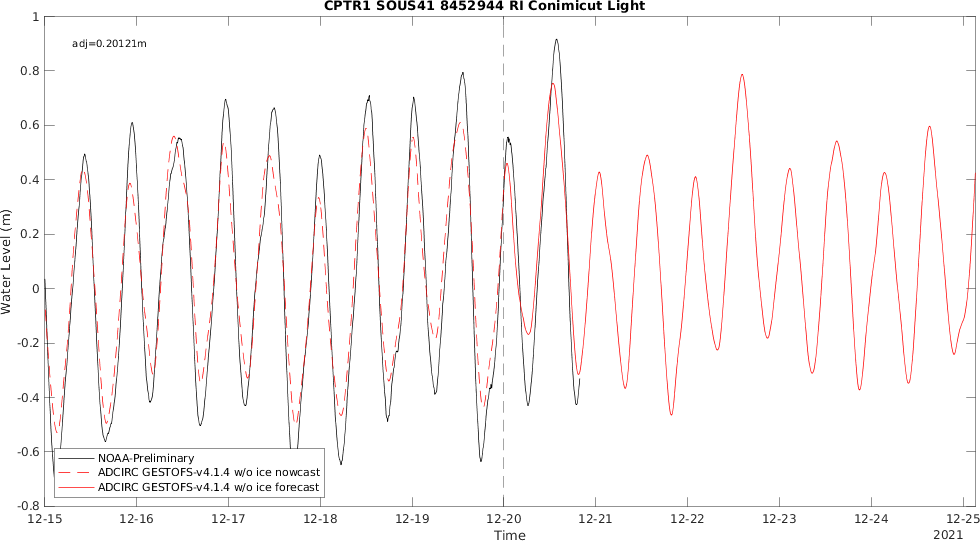 CPTR1 SOUS41 8452944 RI Conimicut Light
adj=0.20121m
1
0.8
0.6
0.4
0.2
0
-0.2
-0.4
-0.6
-0.8
Water Level (m)
NOAA-Preliminary
ADCIRC GESTOFS-v4.1.4 w/o ice nowcast
ADCIRC GESTOFS-v4.1.4 w/o ice forecast
12-15 12-16 12-17 12-18 12-19 12-20 12-21 12-22 12-23 12-24 12-25
2021
Time